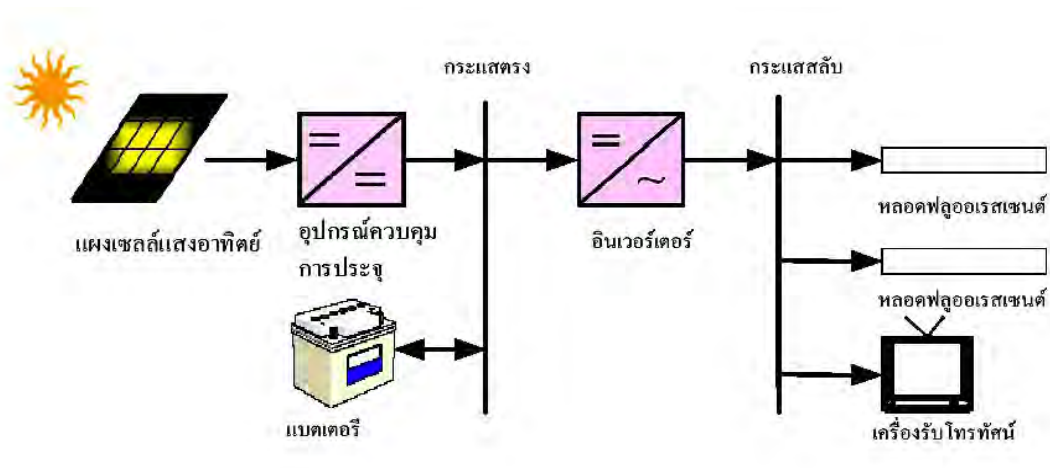 กระแสตรง
กระแสสลับ
แผงเซลล์แสงอาทิตย์
อุปกรณ์ควบคุม
การประจุ
อินเวอร์เตอร์
หลอดฟลูออเรสเซนต์
หลอดฟลูออเรสเซนต์
แบตเตอรี
เครื่องรับโทรทัศน์